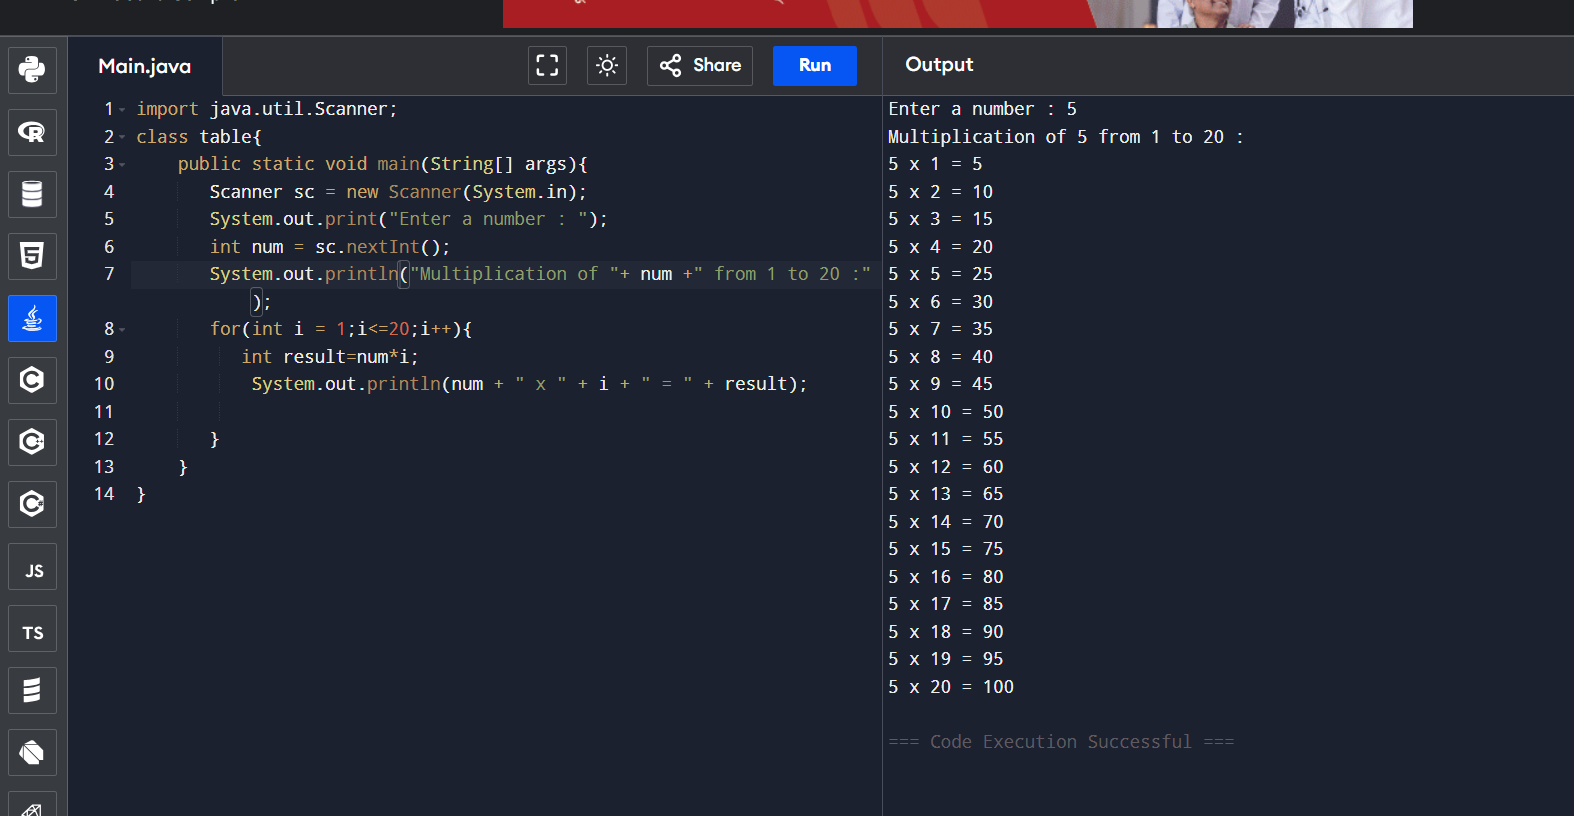 Main.java
Share
Run
Output
1 import java.util.Scanner;
2 class table{
3 public static void main(String[] args){
4 Scanner sc = new Scanner(System.in);
5 System.out.print("Enter a number : ");
6 int num = sc.nextInt();
7 System.out.println("Multiplication of "+ num +" from 1 to 20 :"
);
8 for(int i = 1;i<=20;i++){
9 int result=num*i;
10 System.out.println(num + " x " + i + " = " + result);
11
12 }
13 }
14 }
Enter a number : 5
Multiplication of 5 from 1 to 20 :
5 x 1 = 5
5 x 2 = 10
5 x 3 = 15
5 x 4 = 20
5 x 5 = 25
5 x 6 = 30
5 x 7 = 35
5 x 8 = 40
5 x 9 = 45
5 x 10 = 50
5 x 11 = 55
5 x 12 = 60
5 x 13 = 65
5 x 14 = 70
5 x 15 = 75
5 x 16 = 80
5 x 17 = 85
5 x 18 = 90
5 x 19 = 95
5 x 20 = 100
=== Code Execution Successful ===
R
5
C
C
C
JS
TS